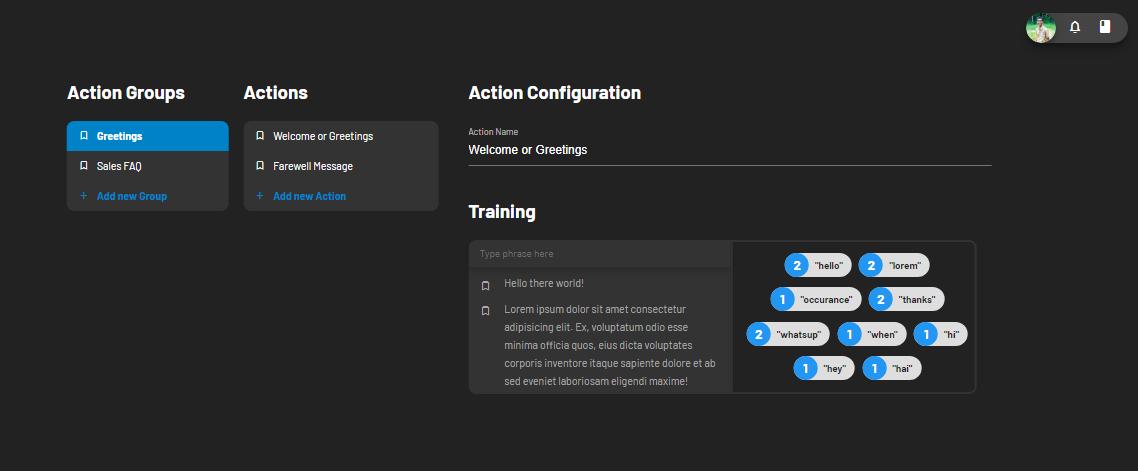 Action Groups
Greetings
Sales FAQ
+ Add new Group
Actions
Welcome or Greetings
Farewell Message
+ Add new Action
Action Configuration
Action Name
Welcome or Greetings
Training
Type phrase here
Hello there world!
Lorem ipsum dolor sit amet consectetur
adipisicing elit. Ex, voluptatum odio esse
minima officia quos, eius dicta voluptates
corporis inventore itaque sapiente dolore et ab
sed eveniet laboriosam eligendi maxime!
2 "hello" 2 "lorem"
1 "occurance" 2 "thanks"
2 "whatsup" 1 "when" 1 "hi"
1 "hey" 1 "hai"